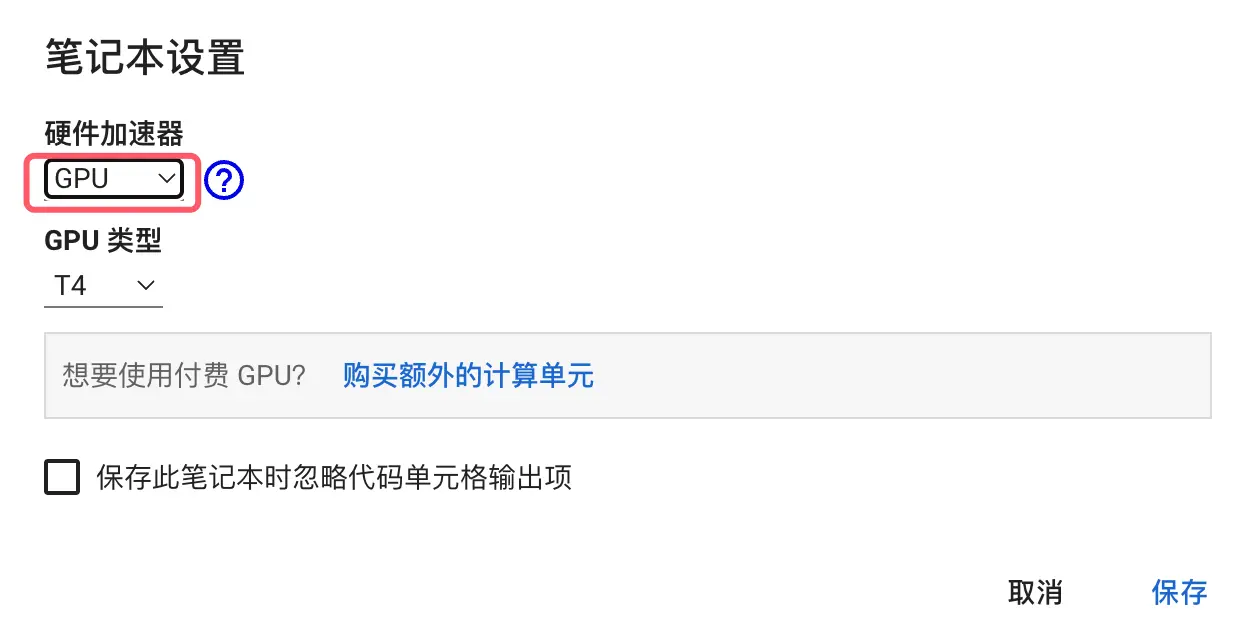 笔记本设置
硬件加速器
GPU
GPU 类型
T4
想要使用付费 GPU? 购买额外的计算单元
保存此笔记本时忽略代码单元格输出项
取消 保存